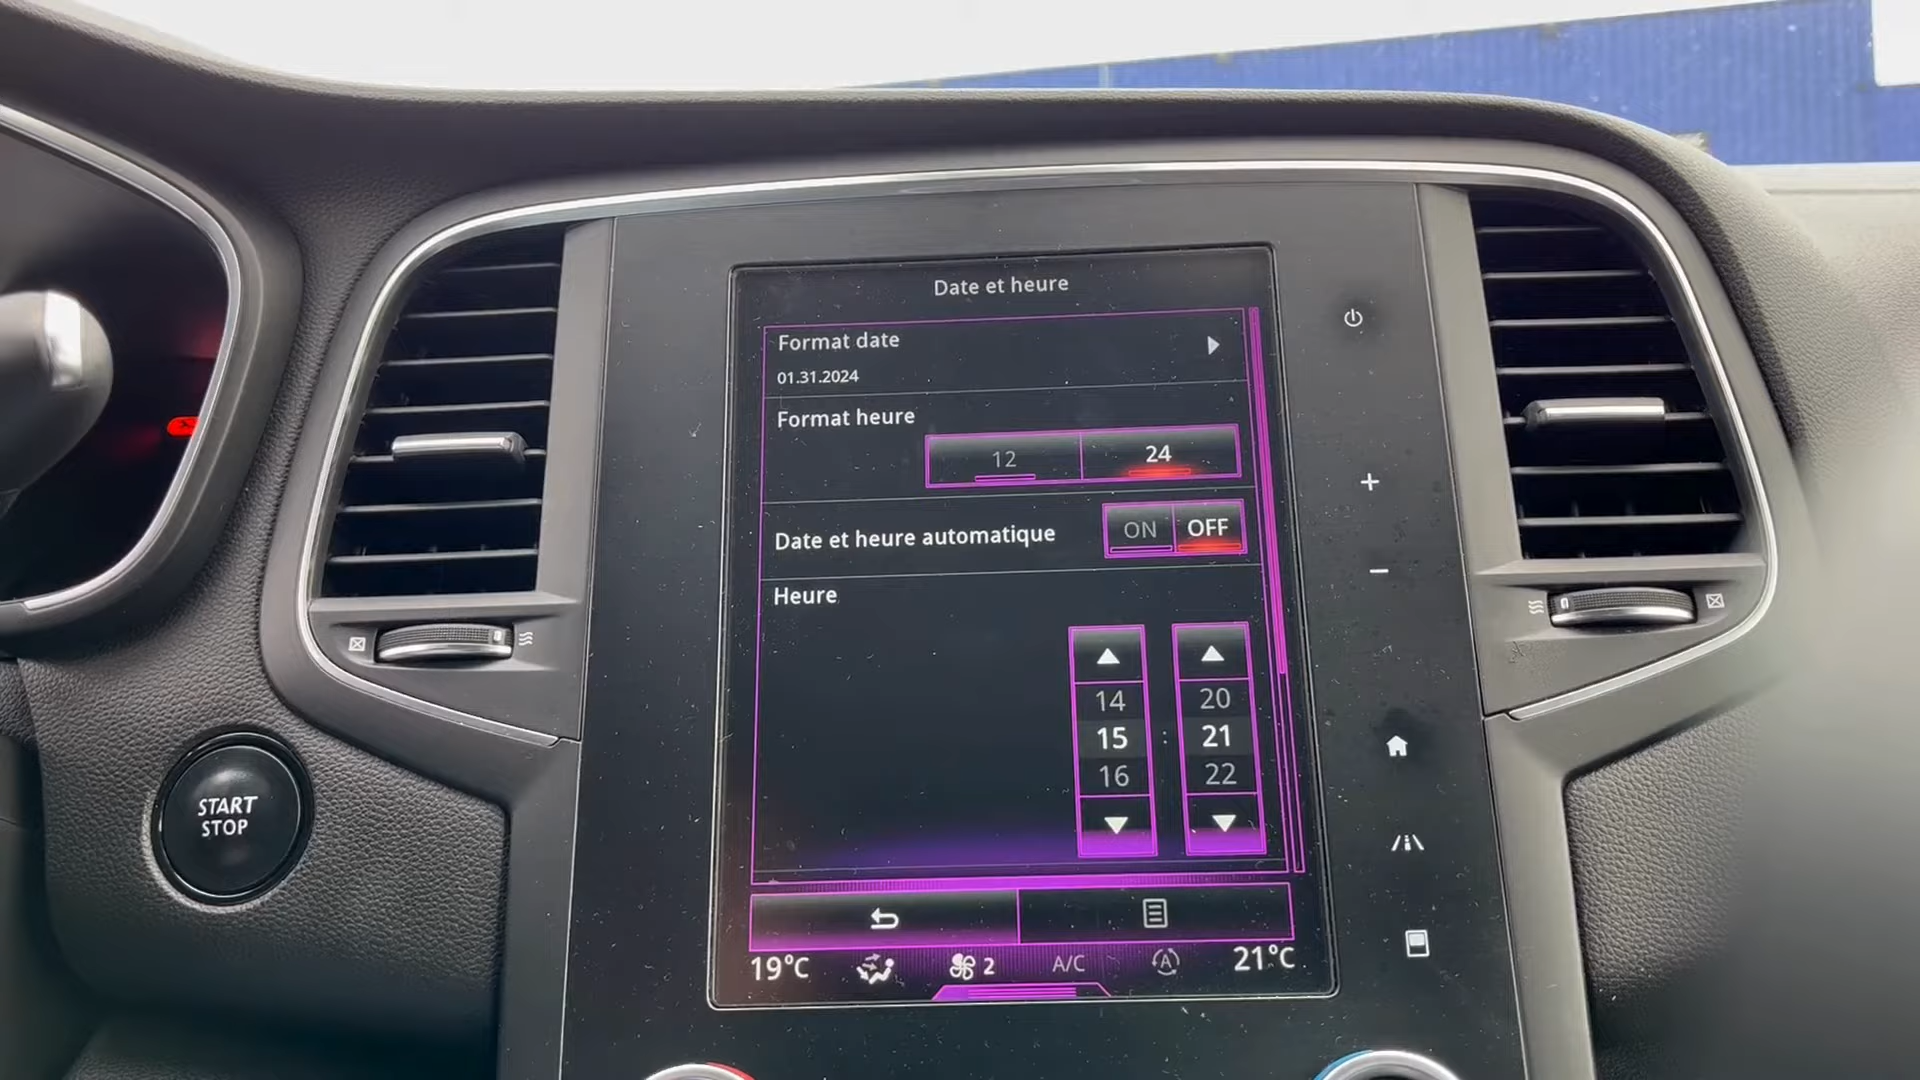 Date et heure
Format date
01.31.2024
Format heure
12 24
Date et heure automatique ON OFF
Heure
14 20
15 : 21
16 22
19°C 2 A/C A 21°C
START
STOP